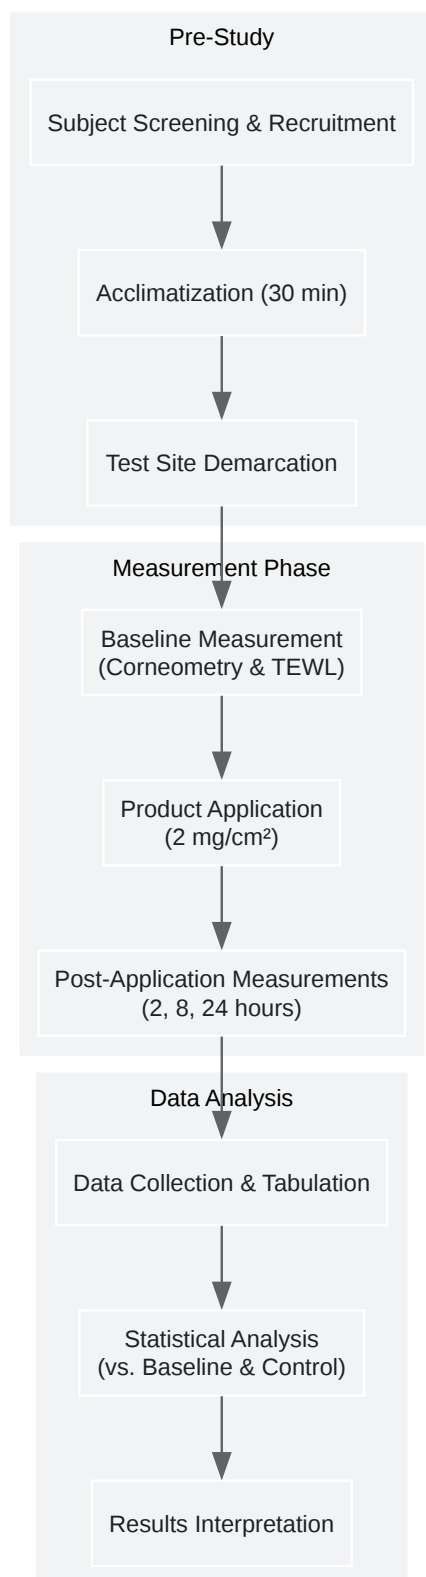 Pre-Study
Subject Screening & Recruitment
Acclimatization (30 min)
Test Site Demarcation
Measurement Phase
Baseline Measurement
(Corneometry & TEWL)
Product Application
(2 mg/cm²)
Post-Application Measurements
(2, 8, 24 hours)
Data Analysis
Data Collection & Tabulation
Statistical Analysis
(vs. Baseline & Control)
Results Interpretation